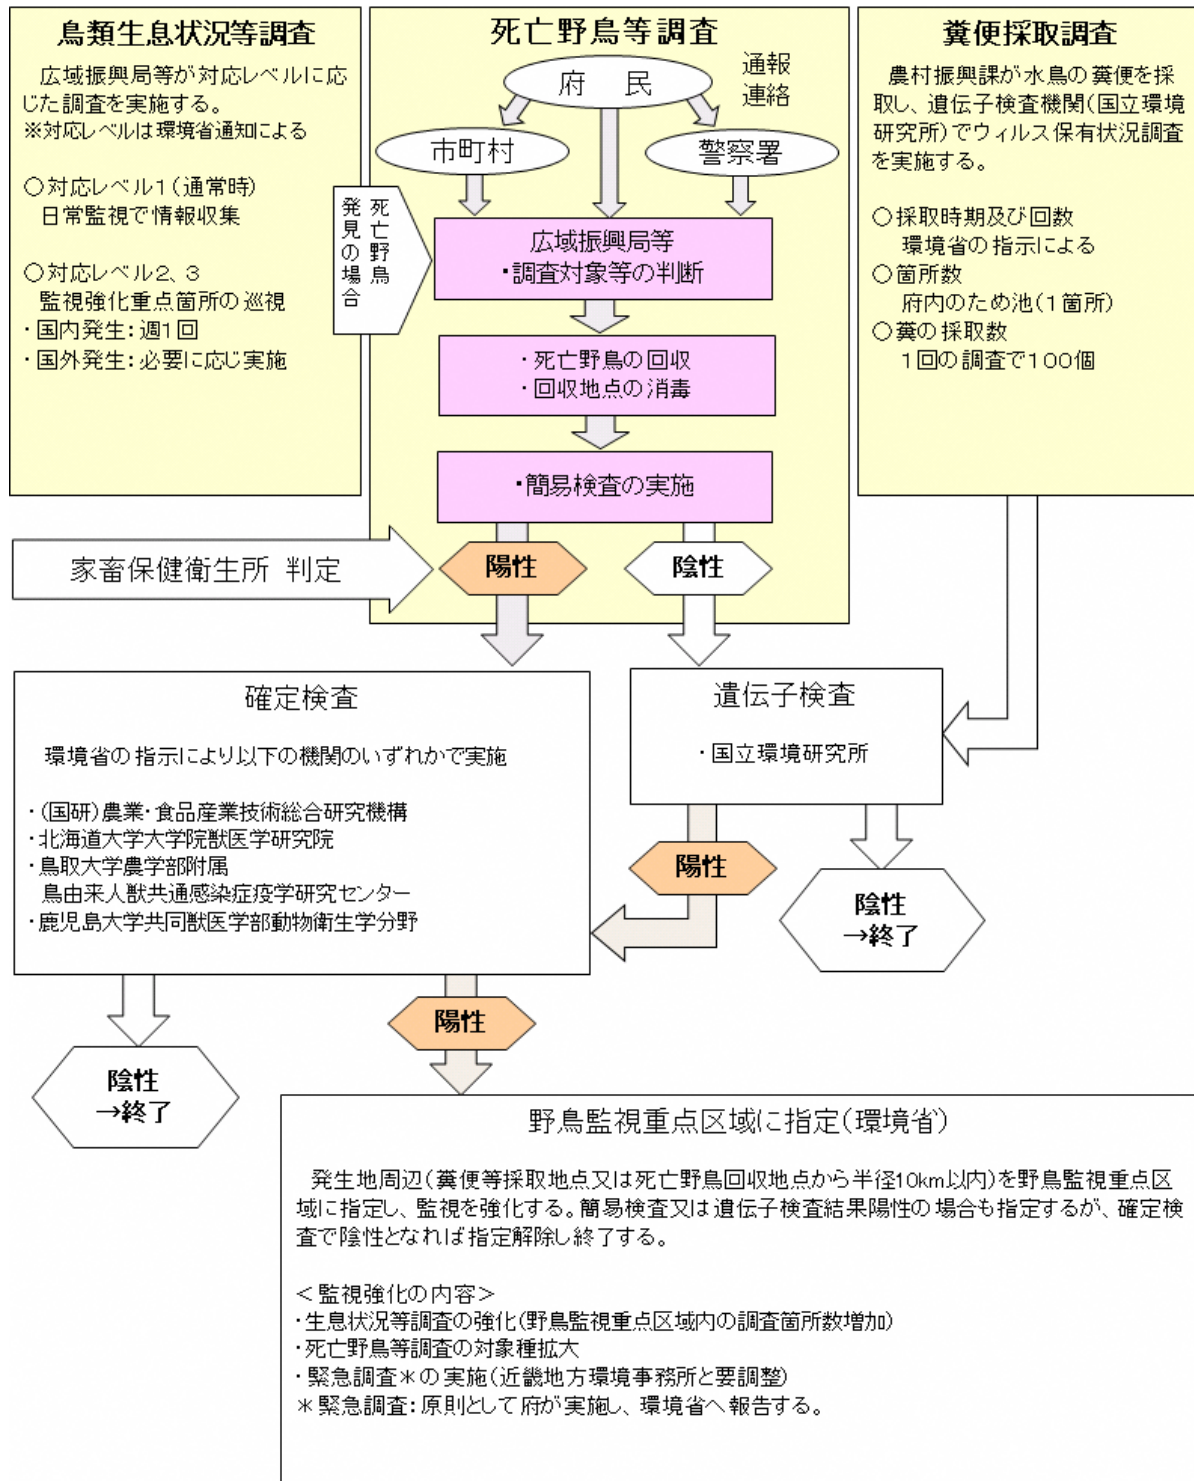 鳥類生息状況等調査
広域振興局等が対応レベルに応
じた調査を実施する。
※対応レベルは環境省通知による
○対応レベル1(通常時)
日常監視で情報収集
○対応レベル2、3
監視強化重点箇所の巡視
・国内発生:週1回
・国外発生:必要に応じ実施
死亡野鳥等調査
府 民
通報
連絡
市町村
警察署
死亡野鳥
発見の場合
広域振興局等
・調査対象等の判断
・死亡野鳥の回収
・回収地点の消毒
・簡易検査の実施
家畜保健衛生所 判定
陽性
陰性
糞便採取調査
農村振興課が水鳥の糞便を採
取し、遺伝子検査機関(国立環境
研究所)でウィルス保有状況調査
を実施する。
○採取時期及び回数
環境省の指示による
○箇所数
府内のため池(1箇所)
○糞の採取数
1回の調査で100個
確定検査
環境省の指示により以下の機関のいずれかで実施
・(国研)農業・食品産業技術総合研究機構
・北海道大学大学院獣医学研究院
・鳥取大学農学部附属
鳥由来人獣共通感染症疫学研究センター
・鹿児島大学共同獣医学部動物衛生学分野
遺伝子検査
・国立環境研究所
陽性
陰性
→終了
陽性
陰性
→終了
野鳥監視重点区域に指定(環境省)
発生地周辺(糞便等採取地点又は死亡野鳥回収地点から半径10km以内)を野鳥監視重点区
域に指定し、監視を強化する。簡易検査又は遺伝子検査結果陽性の場合も指定するが、確定検
査で陰性となれば指定解除し終了する。
<監視強化の内容>
・生息状況等調査の強化(野鳥監視重点区域内の調査箇所数増加)
・死亡野鳥等調査の対象種拡大
・緊急調査*の実施(近畿地方環境事務所と要調整)
*緊急調査:原則として府が実施し、環境省へ報告する。